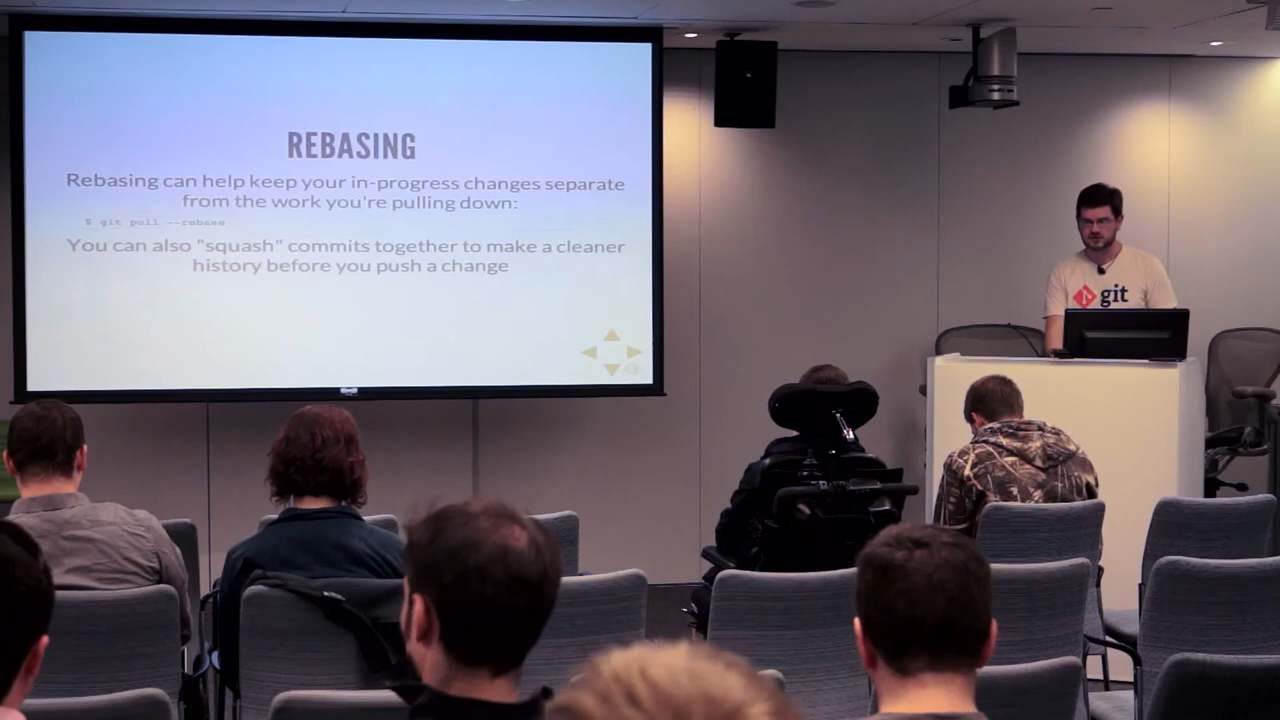 REBASING
Rebasing can help keep your in-progress changes separate
from the work you're pulling down:
$ git pull --rebase
You can also "squash" commits together to make a cleaner
history before you push a change
git